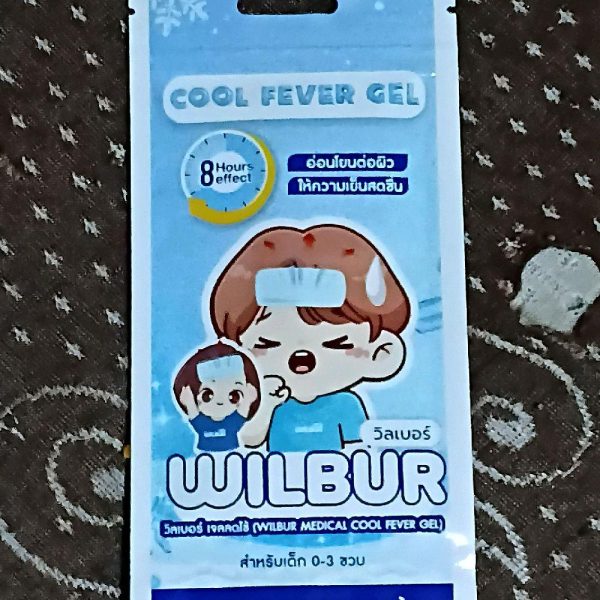 COOL FEVER GEL
8 Hours
effect
อ่อนโยนต่อผิว
ให้ความเย็นสดชื่น
วิลเบอร์
WILBUR
วิลเบอร์ เจลลดไข้ (WILBUR MEDICAL COOL FEVER GEL)
สำหรับเด็ก 0-3 ขวบ